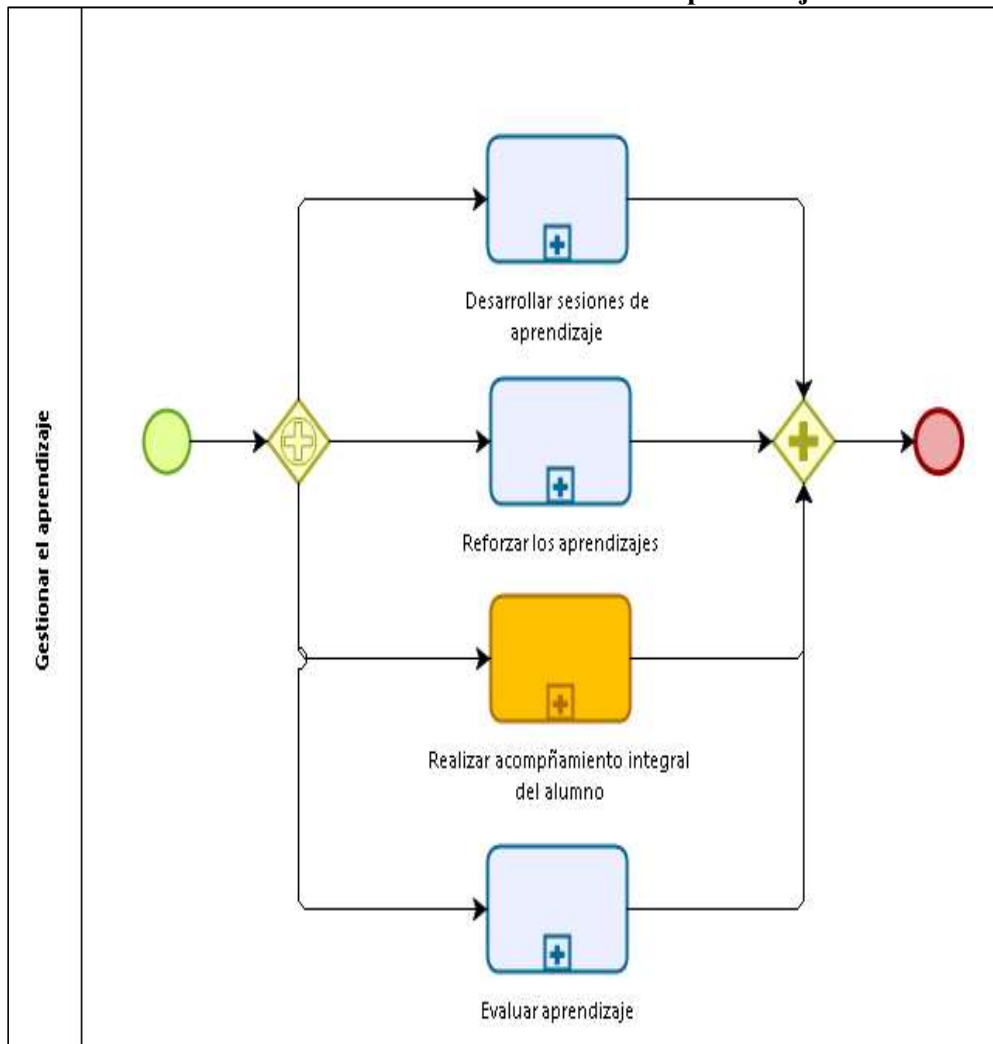 Gestionar el aprendizaje
Desarrollar sesiones de
aprendizaje
Reforzar los aprendizajes
Realizar acompñamiento integral
del alumno
Evaluar aprendizaje